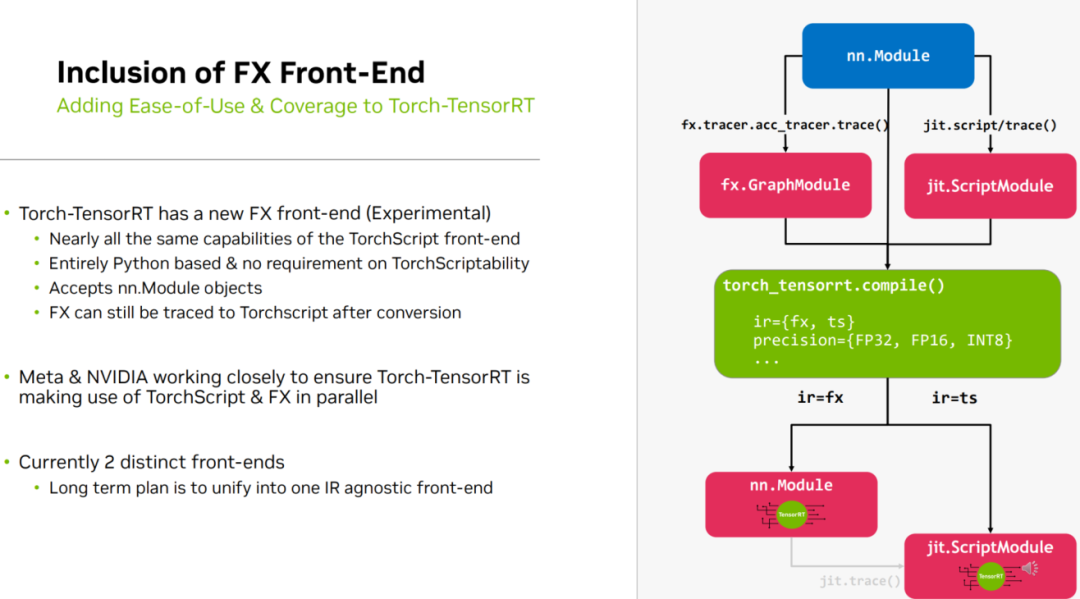 Inclusion of FX Front-End
Adding Ease-of-Use & Coverage to Torch-TensorRT
• Torch-TensorRT has a new FX front-end (Experimental)
• Nearly all the same capabilities of the TorchScript front-end
• Entirely Python based & no requirement on TorchScriptability
• Accepts nn.Module objects
• FX can still be traced to Torchscript after conversion
• Meta & NVIDIA working closely to ensure Torch-TensorRT is
making use of TorchScript & FX in parallel
• Currently 2 distinct front-ends
• Long term plan is to unify into one IR agnostic front-end
nn.Module
fx.tracer.acc_tracer.trace()
jit.script/trace()
fx.GraphModule
jit.ScriptModule
torch_tensorrt.compile()
ir={fx, ts}
precision={FP32, FP16, INT8}
...
ir=fx
ir=ts
nn.Module
TensorRT
jit.trace()
jit.ScriptModule
TensorRT